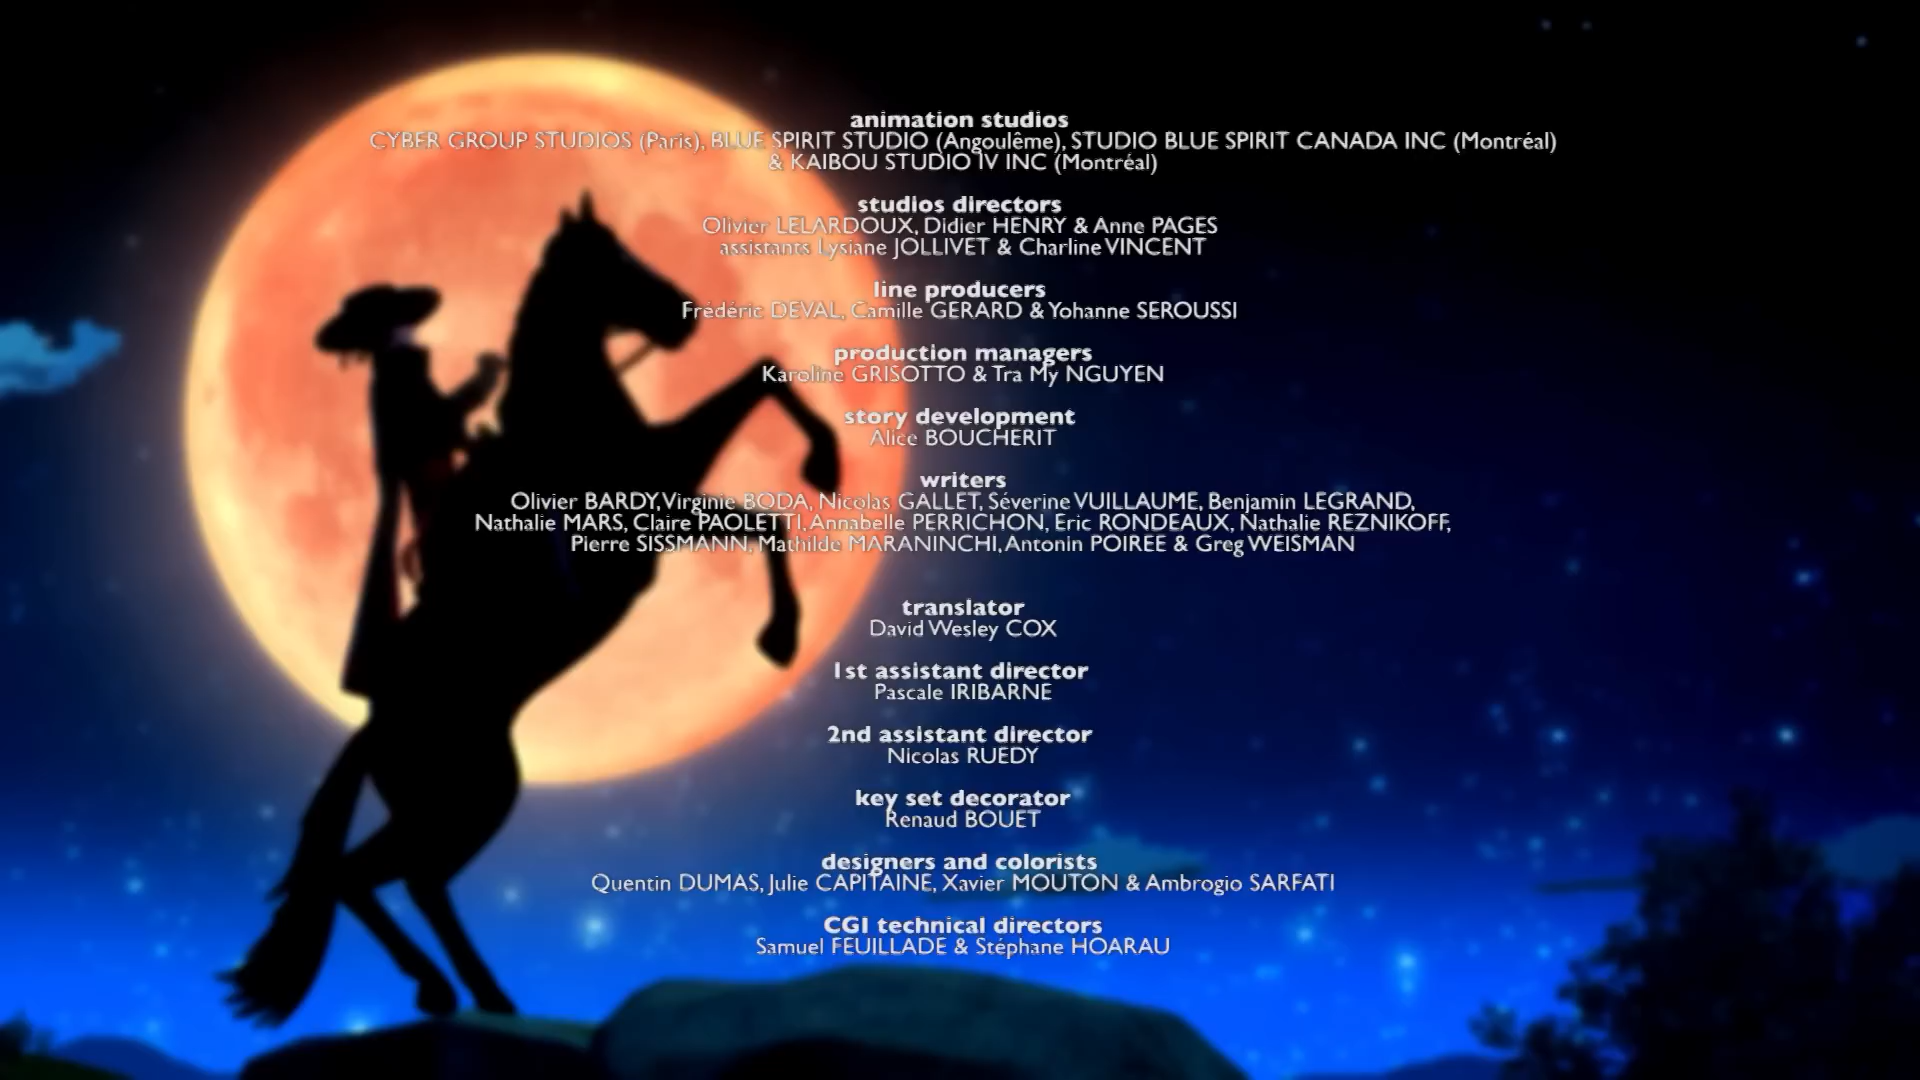 animation studios
CYBER GROUP STUDIOS (Paris), BLUE SPIRIT STUDIO (Angoulême), STUDIO BLUE SPIRIT CANADA INC (Montréal)
& KAIBOU STUDIO IV INC (Montréal)
studios directors
Olivier LELARDOUX, Didier HENRY & Anne PAGES
assistants Lysiane JOLLIVET & Charline VINCENT
line producers
Frédéric DEVAL, Camille GERARD & Yohanne SEROUSSI
production managers
Karoline GRISOTTO & Tra My NGUYEN
story development
Alice BOUCHERIT
writers
Olivier BARDY, Virginie BODA, Nicolas GALLET, Séverine VUILLAUME, Benjamin LEGRAND,
Nathalie MARS, Claire PAOLETTI, Annabelle PERRICHON, Eric RONDEAUX, Nathalie REZNIKOFF,
Pierre SISSMANN, Mathilde MARANINCHI, Antonin POIREE & Greg WEISMAN
translator
David Wesley COX
1st assistant director
Pascale IRIBARNE
2nd assistant director
Nicolas RUEDY
key set decorator
Renaud BOUET
designers and colorists
Quentin DUMAS, Julie CAPITAINE, Xavier MOUTON & Ambrogio SARFATI
CGI technical directors
Samuel FEUILLADE & Stéphane HOARAU